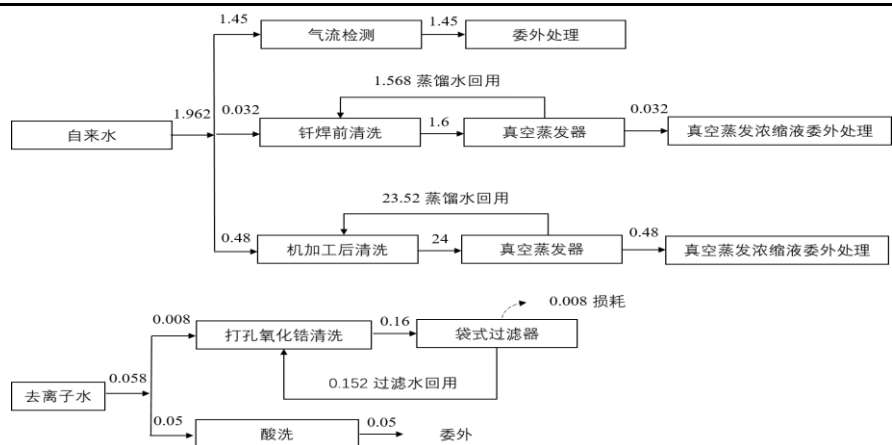 1.45
气流检测
1.45
委外处理
1.568 蒸馏水回用
自来水
1.962
0.032
钎焊前清洗
1.6
真空蒸发器
0.032
真空蒸发浓缩液委外处理
23.52 蒸馏水回用
0.48
机加工后清洗
24
真空蒸发器
0.48
真空蒸发浓缩液委外处理
0.008 损耗
0.008
打孔氧化锆清洗
0.16
袋式过滤器
0.152 过滤水回用
去离子水
0.058
0.05
酸洗
0.05
委外